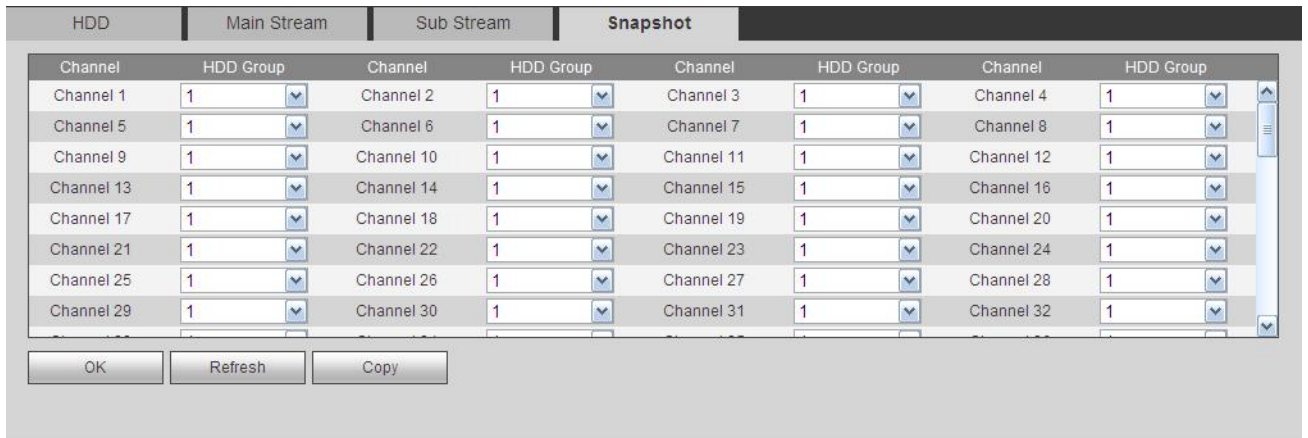 HDD Main Stream Sub Stream Snapshot
Channel HDD Group Channel HDD Group Channel HDD Group Channel HDD Group
Channel 1 1 Channel 2 1 Channel 3 1 Channel 4 1
Channel 5 1 Channel 6 1 Channel 7 1 Channel 8 1
Channel 9 1 Channel 10 1 Channel 11 1 Channel 12 1
Channel 13 1 Channel 14 1 Channel 15 1 Channel 16 1
Channel 17 1 Channel 18 1 Channel 19 1 Channel 20 1
Channel 21 1 Channel 22 1 Channel 23 1 Channel 24 1
Channel 25 1 Channel 26 1 Channel 27 1 Channel 28 1
Channel 29 1 Channel 30 1 Channel 31 1 Channel 32 1
OK Refresh Copy